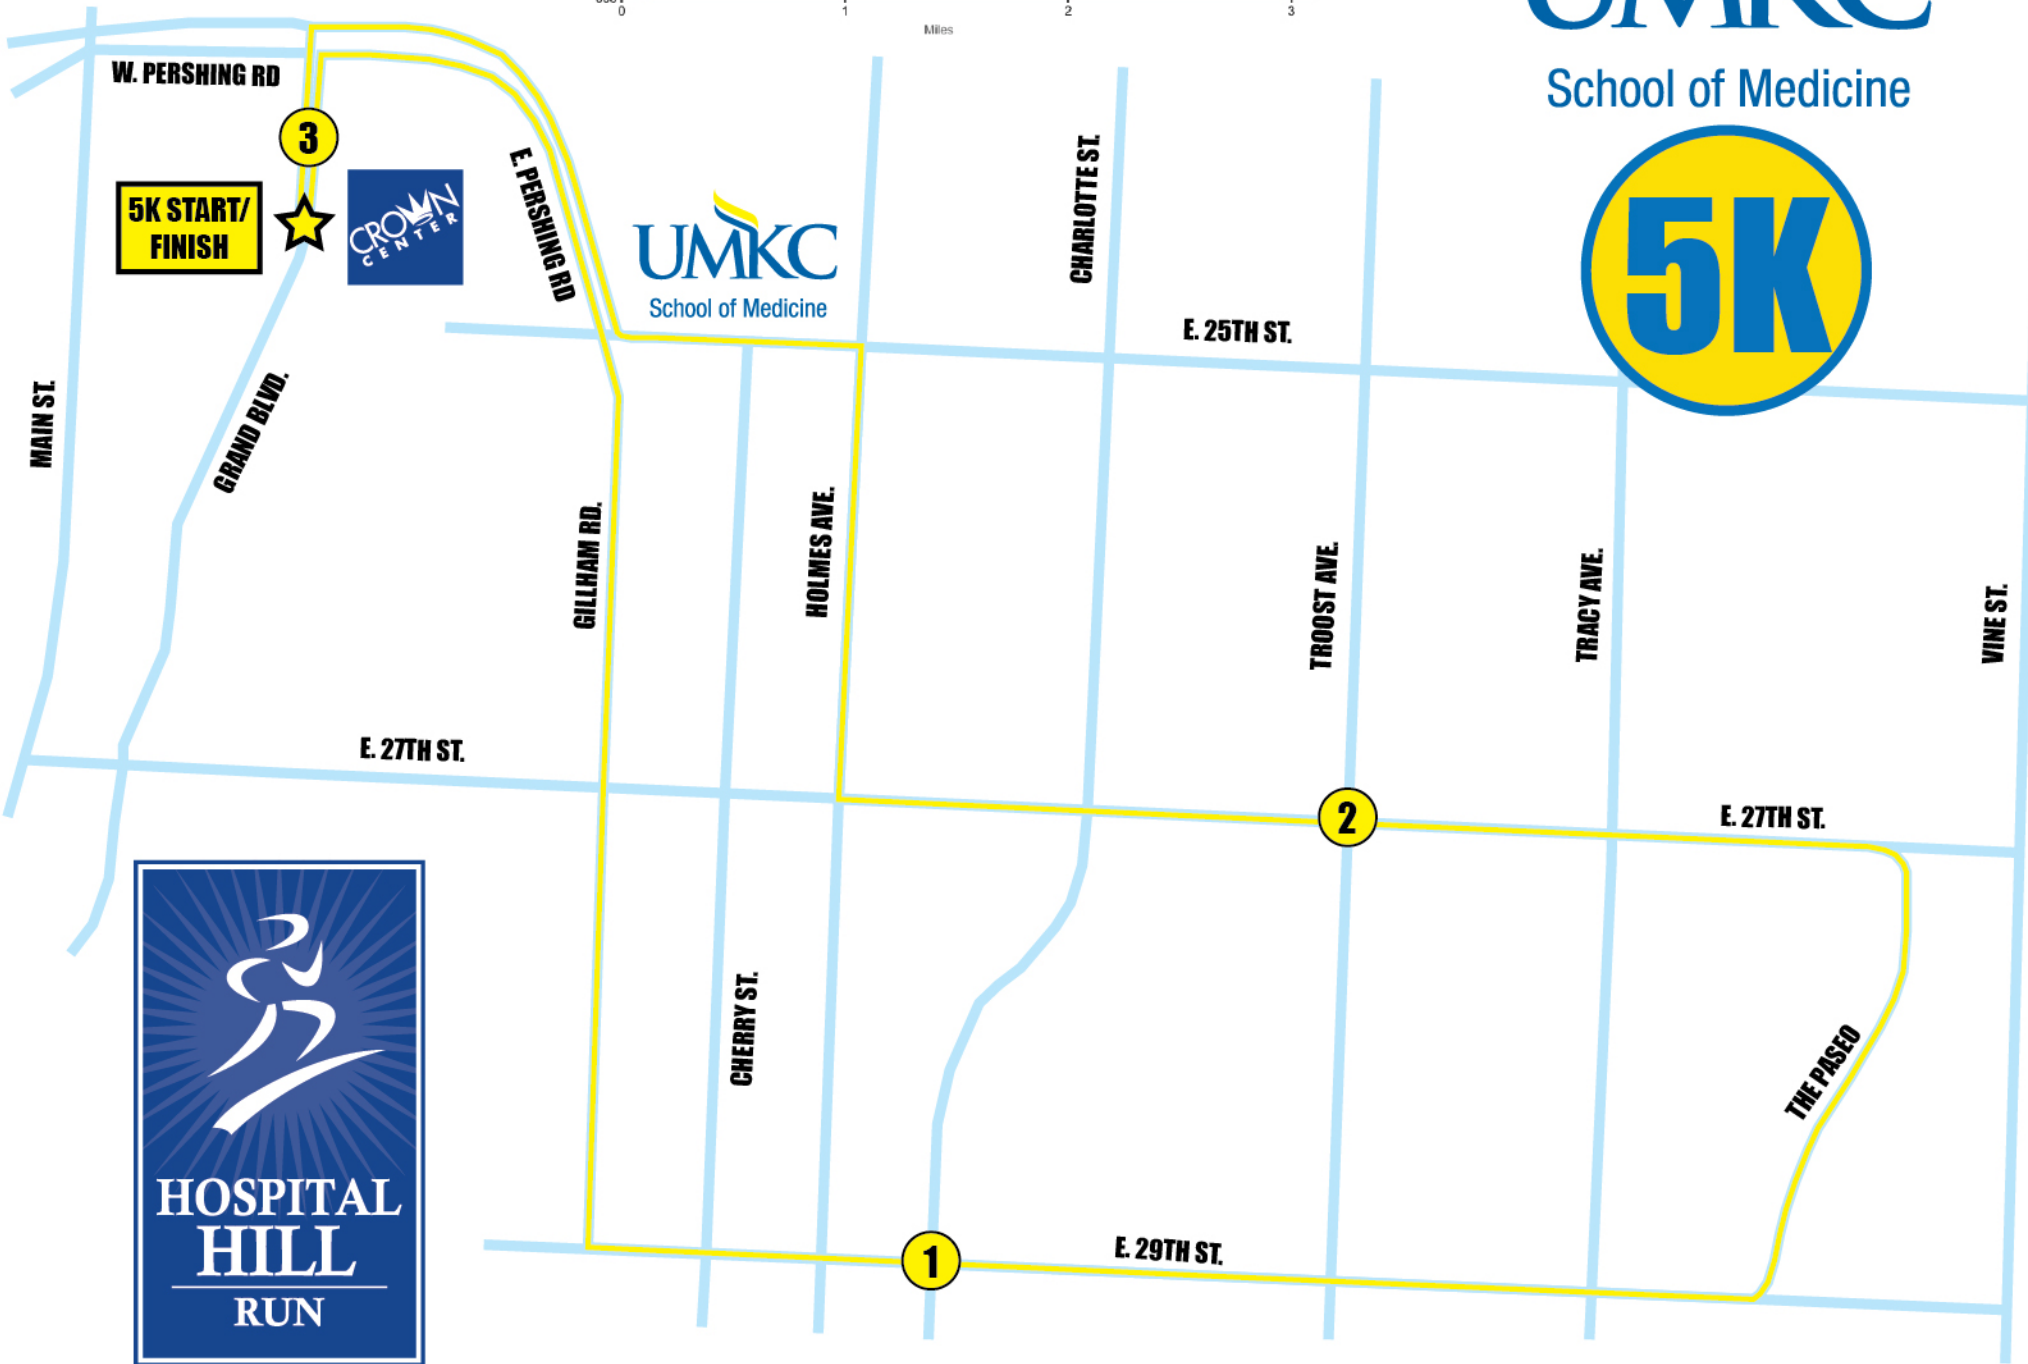 0
1
2
3
Miles
UMKC
School of Medicine
5K
W. PERSHING RD
3
5K START/
FINISH
CROWN
CENTER
E. PERSHING RD
UMKC
School of Medicine
CHARLOTTE ST.
E. 25TH ST.
MAIN ST.
GRAND BLVD.
GILLHAM RD.
HOLMES AVE.
TROOST AVE.
TRACY AVE.
VINE ST.
E. 27TH ST.
2
E. 27TH ST.
CHERRY ST.
THE PASEO
1
E. 29TH ST.
HOSPITAL
HILL
RUN